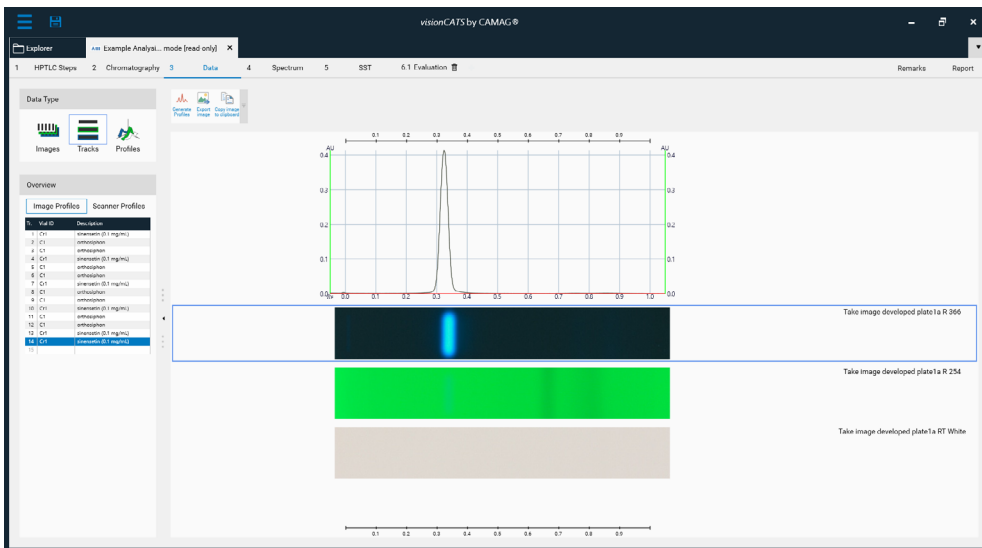 visionCATS by CAMAG®
Explorer
Example Analysi... mode [read only]
1 HPTLC Steps 2 Chromatography 3 Data 4 Spectrum 5 SST 6.1 Evaluation Remarks Report
Data Type
Images Tracks Profiles
Generate Profiles
Export image
Copy image to clipboard
Overview
Image Profiles Scanner Profiles
Tr. Vial ID Description
1 Cr1 sinensetin (0.1 mg/mL)
2 C1 orthosiphon
3 C1 orthosiphon
4 Cr1 sinensetin (0.1 mg/mL)
5 C1 orthosiphon
6 C1 orthosiphon
7 Cr1 sinensetin (0.1 mg/mL)
8 C1 orthosiphon
9 C1 orthosiphon
10 Cr1 sinensetin (0.1 mg/mL)
11 C1 orthosiphon
12 C1 orthosiphon
13 Cr1 sinensetin (0.1 mg/mL)
14 Cr1 sinensetin (0.1 mg/mL)
15
0.1 0.2 0.3 0.4 0.5 0.6 0.7 0.8 0.9
AU AU
0.4 0.4
0.3 0.3
0.2 0.2
0.1 0.1
0.0 0.0 0.1 0.2 0.3 0.4 0.5 0.6 0.7 0.8 0.9 1.0 0.0
Take image developed plate1a R 366
Take image developed plate1a R 254
Take image developed plate1a RT White
0.1 0.2 0.3 0.4 0.5 0.6 0.7 0.8 0.9